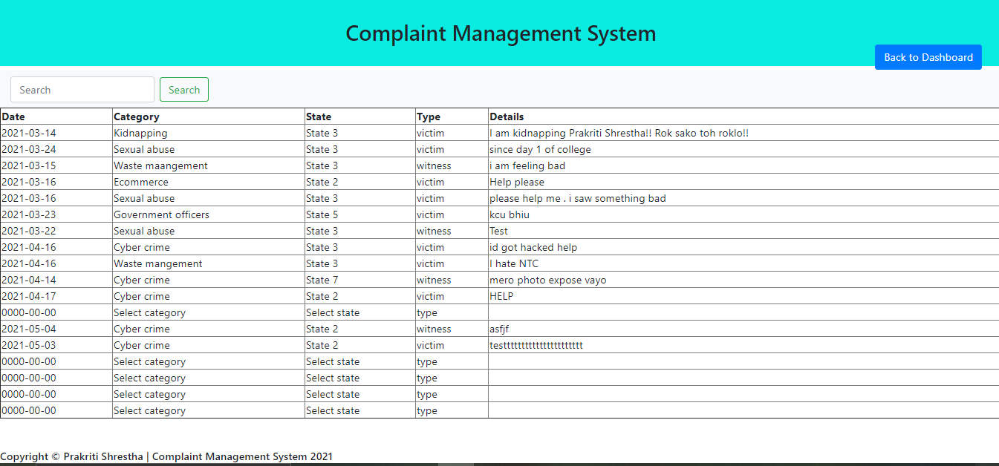 Complaint Management System
Back to Dashboard
Search Search
Date Category State Type Details
2021-03-14 Kidnapping State 3 victim I am kidnapping Prakriti Shrestha!! Rok sako toh roklo!!
2021-03-24 Sexual abuse State 3 victim since day 1 of college
2021-03-15 Waste maangement State 3 witness i am feeling bad
2021-03-16 Ecommerce State 2 victim Help please
2021-03-16 Sexual abuse State 3 victim please help me . i saw something bad
2021-03-23 Government officers State 5 victim kcu bhiu
2021-03-22 Sexual abuse State 3 witness Test
2021-04-16 Cyber crime State 3 victim id got hacked help
2021-04-16 Waste mangement State 3 victim I hate NTC
2021-04-14 Cyber crime State 7 witness mero photo expose vayo
2021-04-17 Cyber crime State 2 victim HELP
0000-00-00 Select category Select state type
2021-05-04 Cyber crime State 2 witness asfjf
2021-05-03 Cyber crime State 2 victim testttttttttttttttttttttt
0000-00-00 Select category Select state type
0000-00-00 Select category Select state type
0000-00-00 Select category Select state type
0000-00-00 Select category Select state type
Copyright © Prakriti Shrestha | Complaint Management System 2021